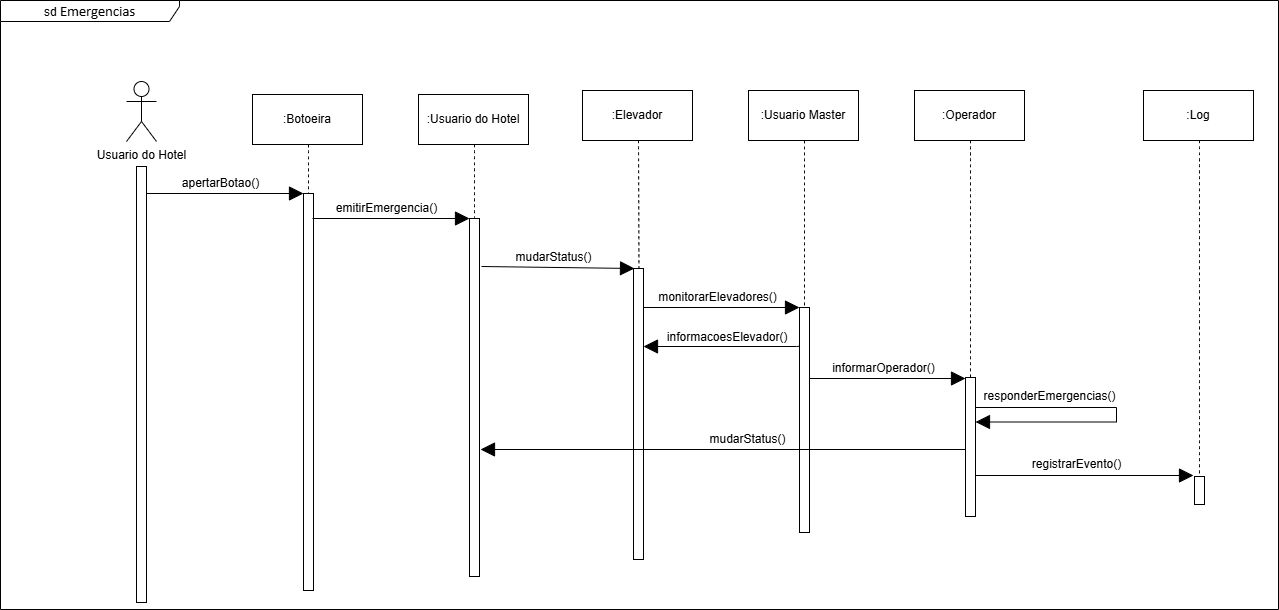 sd Emergencias
Usuário do Hotel
:Botoeira
:Usuario do Hotel
:Elevador
:Usuario Master
:Operador
:Log
apertarBotao()
emitirEmergencia()
mudarStatus()
monitorarElevadores()
informacoesElevador()
informarOperador()
responderEmergencias()
mudarStatus()
registrarEvento()